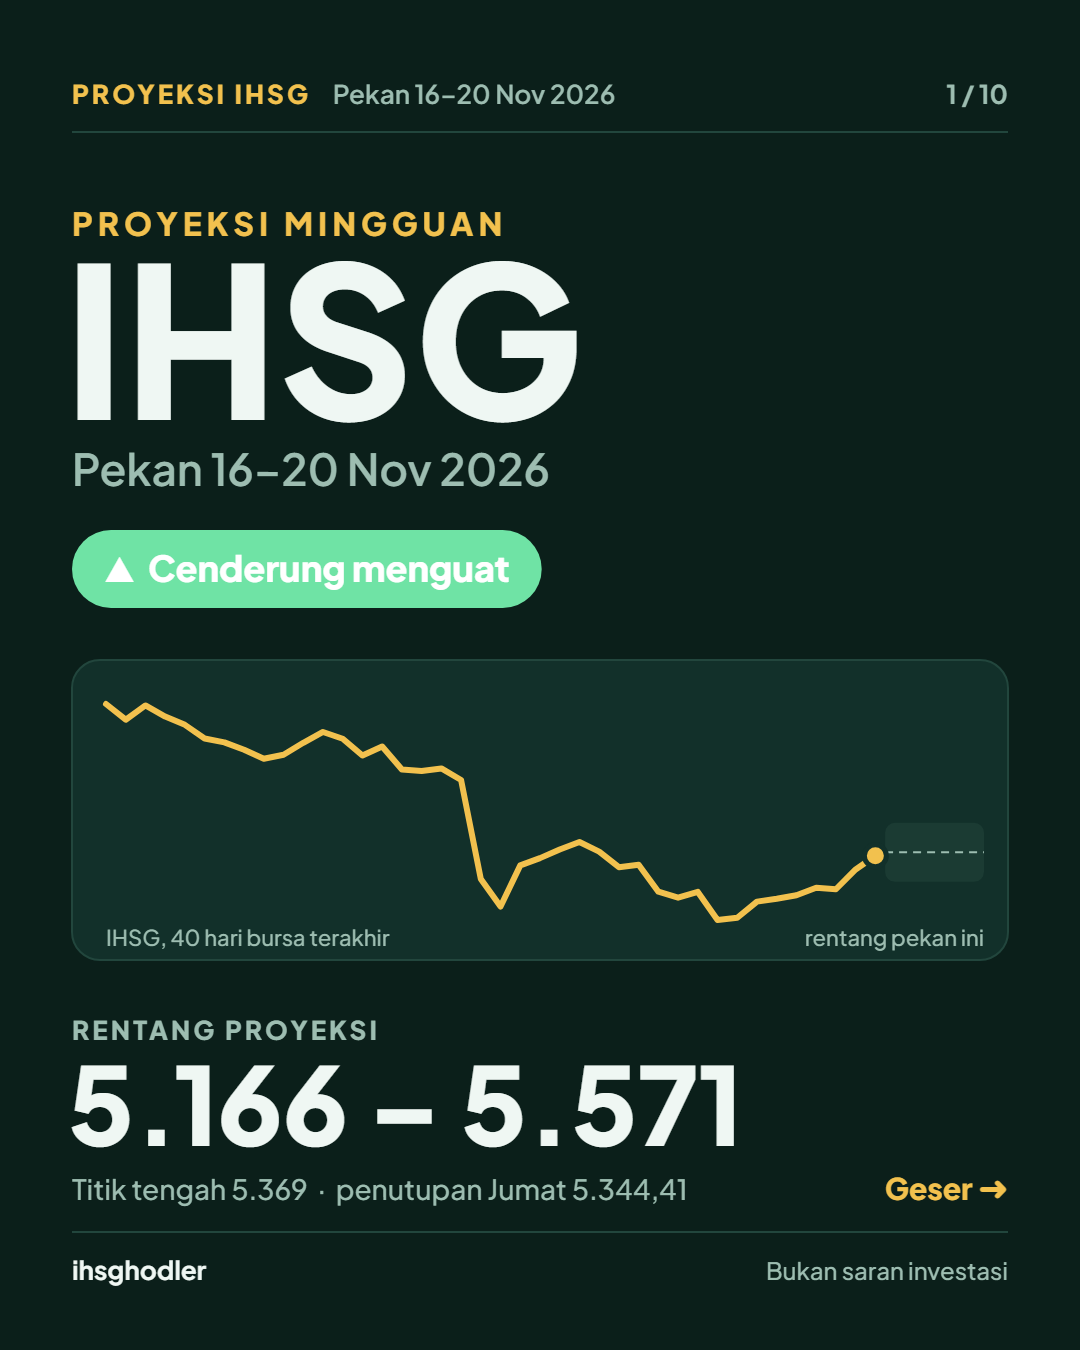 PROYEKSI IHSG Pekan 16–20 Nov 2026 1 / 10
PROYEKSI MINGGUAN
IHSG
Pekan 16–20 Nov 2026
▲ Cenderung menguat
IHSG, 40 hari bursa terakhir rentang pekan ini
RENTANG PROYEKSI
5.166 – 5.571
Titik tengah 5.369 · penutupan Jumat 5.344,41 Geser →
ihsghodler Bukan saran investasi